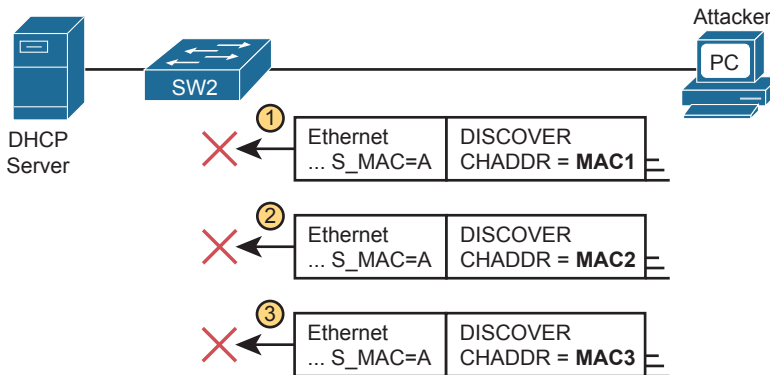 Attacker
PC
SW2
DHCP
Server
1
Ethernet
... S_MAC=A
DISCOVER
CHADDR = MAC1
2
Ethernet
... S_MAC=A
DISCOVER
CHADDR = MAC2
3
Ethernet
... S_MAC=A
DISCOVER
CHADDR = MAC3